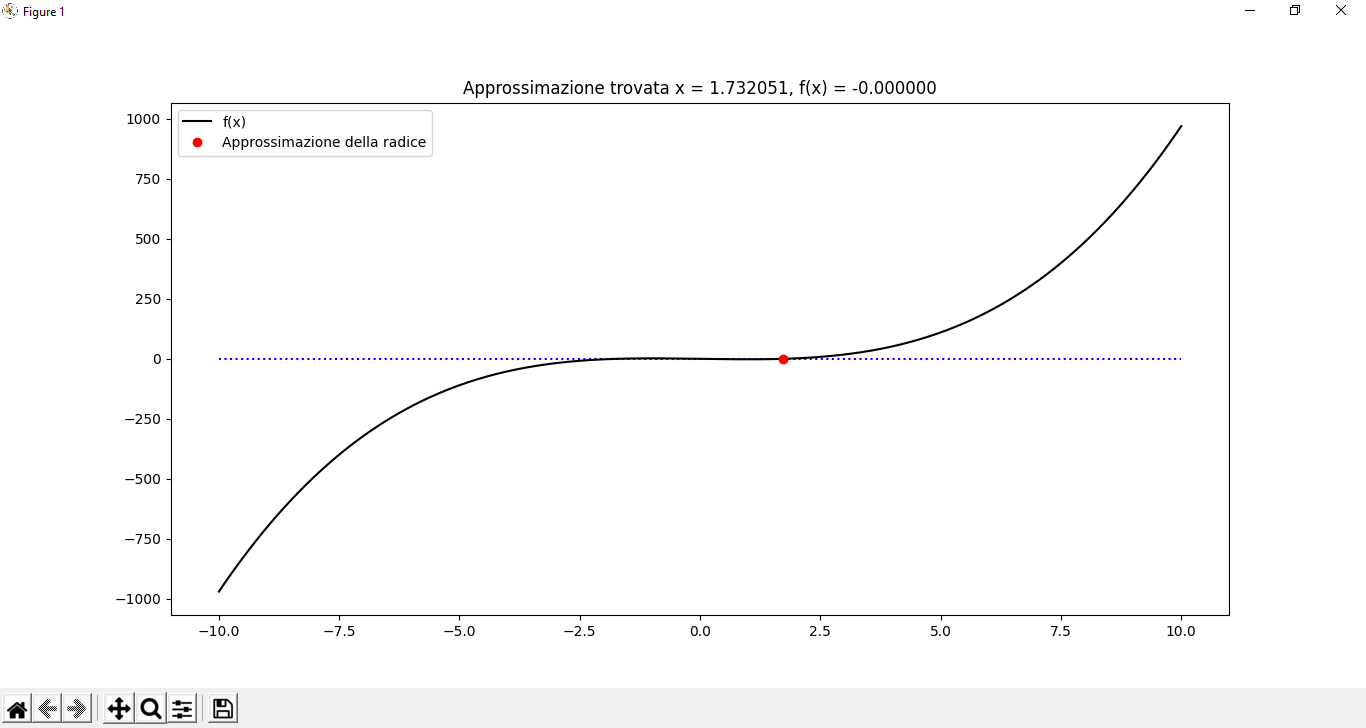 Figure 1
Approssimazione trovata x = 1.732051, f(x) = -0.000000
f(x)
Approssimazione della radice
1000
750
500
250
0
−250
−500
−750
−1000
−10.0 −7.5 −5.0 −2.5 0.0 2.5 5.0 7.5 10.0